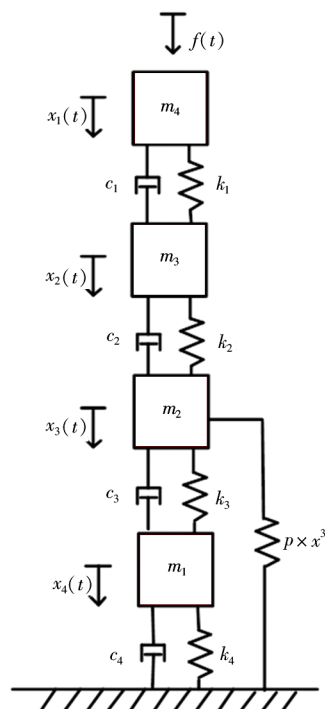 f(t)
m₄
x₁(t)
c₁ k₁
m₃
x₂(t)
c₂ k₂
m₂
x₃(t)
c₃ k₃
p × x³
m₁
x₄(t)
c₄ k₄